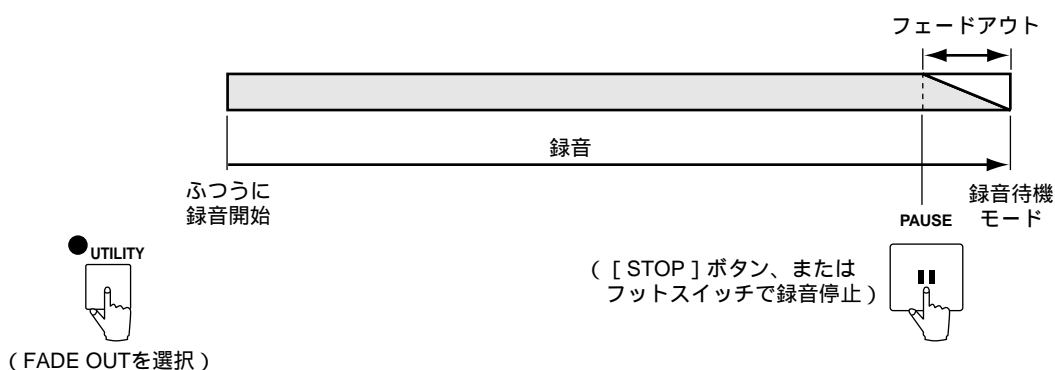 フェードアウト
録音
ふつうに
録音開始
録音待機
モード
PAUSE
UTILITY
（［STOP］ボタン、または
フットスイッチで録音停止）
（FADE OUTを選択）